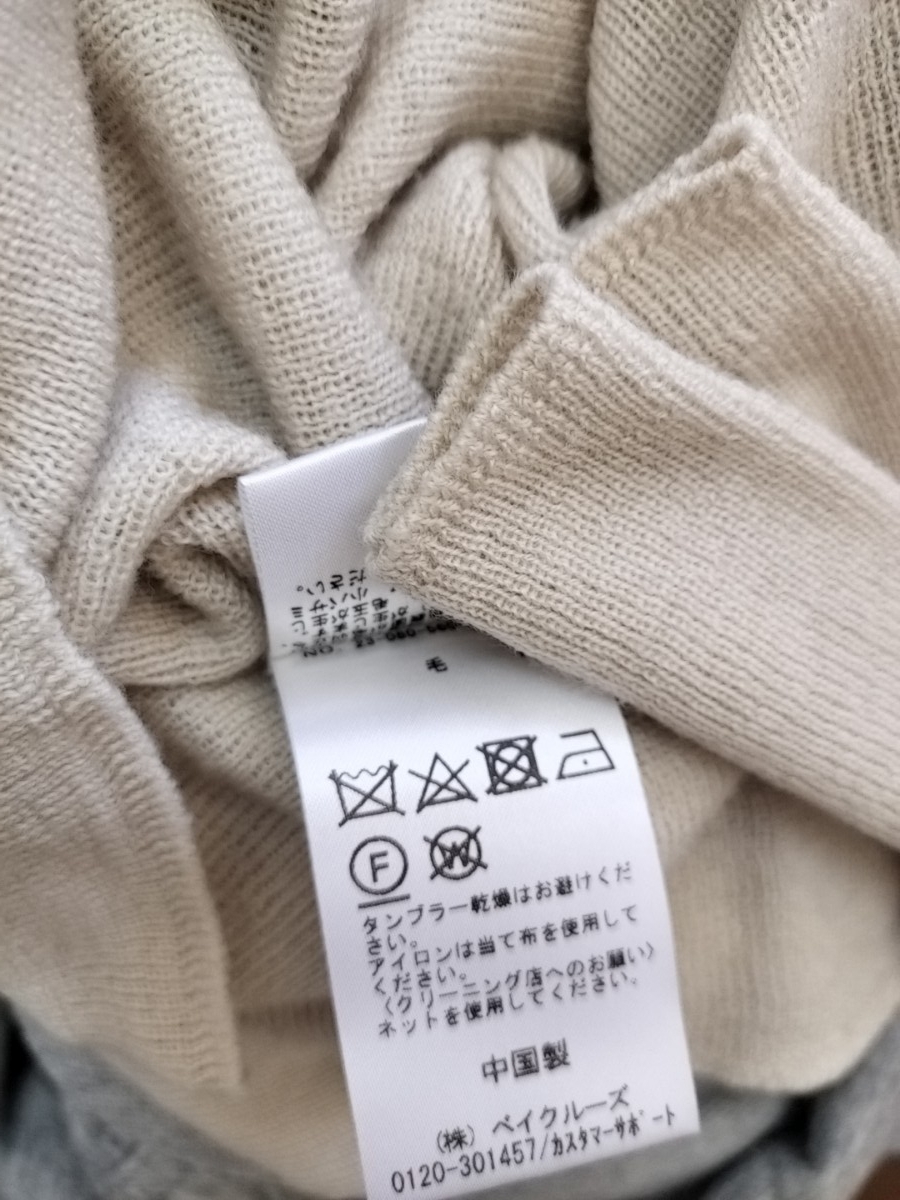 毛
F
W
タンブラー乾燥はお避けくだ
さい。
アイロンは当て布を使用して
ください。
〈クリーニング店へのお願い〉
ネットを使用してください。
中国製
(株) ベイクルーズ
0120-301457/カスタマーサポート